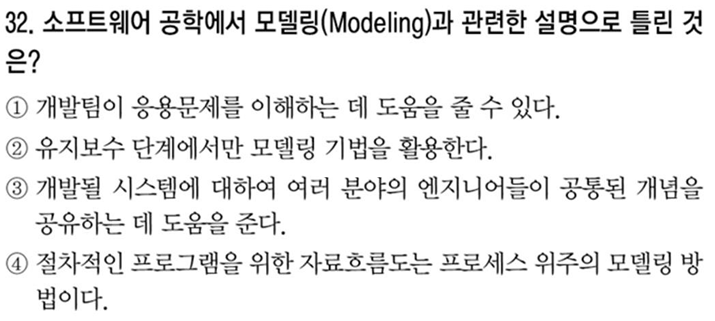 32. 소프트웨어 공학에서 모델링(Modeling)과 관련한 설명으로 틀린 것
은?
① 개발팀이 응용문제를 이해하는 데 도움을 줄 수 있다.
② 유지보수 단계에서만 모델링 기법을 활용한다.
③ 개발될 시스템에 대하여 여러 분야의 엔지니어들이 공통된 개념을
공유하는 데 도움을 준다.
④ 절차적인 프로그램을 위한 자료흐름도는 프로세스 위주의 모델링 방
법이다.